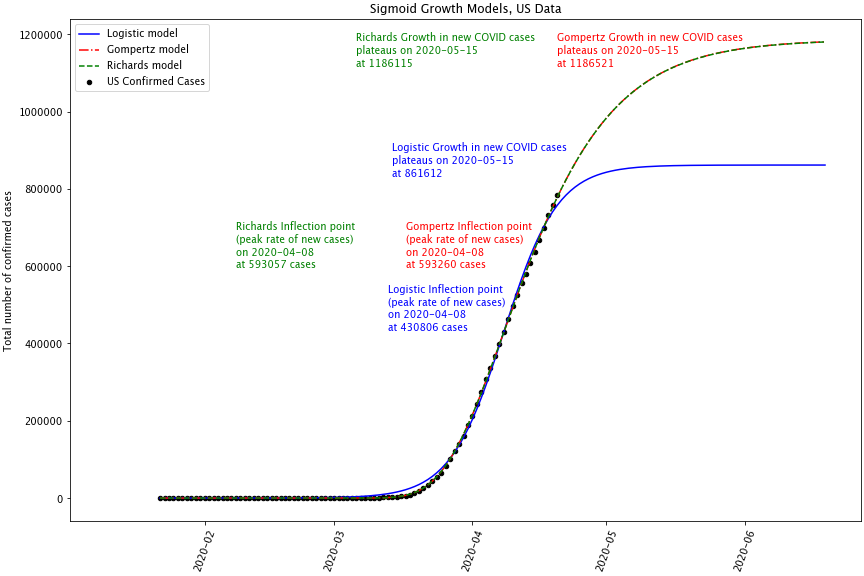 Sigmoid Growth Models, US Data
Total number of confirmed cases
1200000
1000000
800000
600000
400000
200000
0
Logistic model
Gompertz model
Richards model
US Confirmed Cases
Richards Growth in new COVID cases
plateaus on 2020-05-15
at 1186115
Gompertz Growth in new COVID cases
plateaus on 2020-05-15
at 1186521
Logistic Growth in new COVID cases
plateaus on 2020-05-15
at 861612
Richards Inflection point
(peak rate of new cases)
on 2020-04-08
at 593057 cases
Gompertz Inflection point
(peak rate of new cases)
on 2020-04-08
at 593260 cases
Logistic Inflection point
(peak rate of new cases)
on 2020-04-08
at 430806 cases
2020-02
2020-03
2020-04
2020-05
2020-06